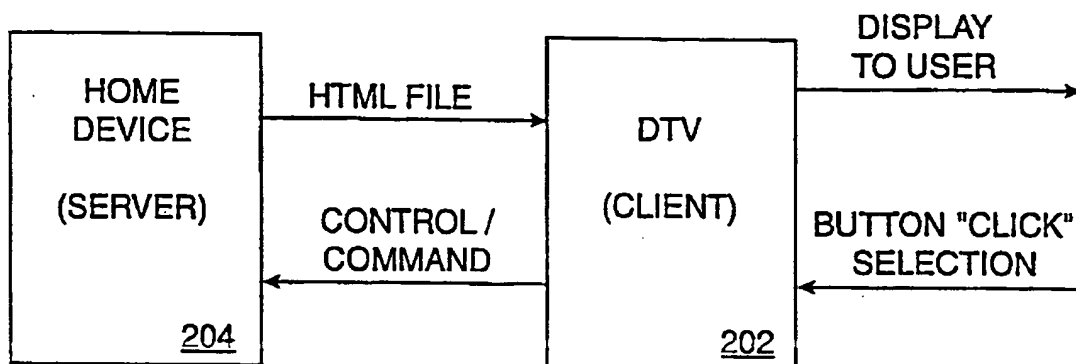 HOME
DEVICE
(SERVER)
204
HTML FILE
CONTROL /
COMMAND
DTV
(CLIENT)
202
DISPLAY
TO USER
BUTTON "CLICK"
SELECTION